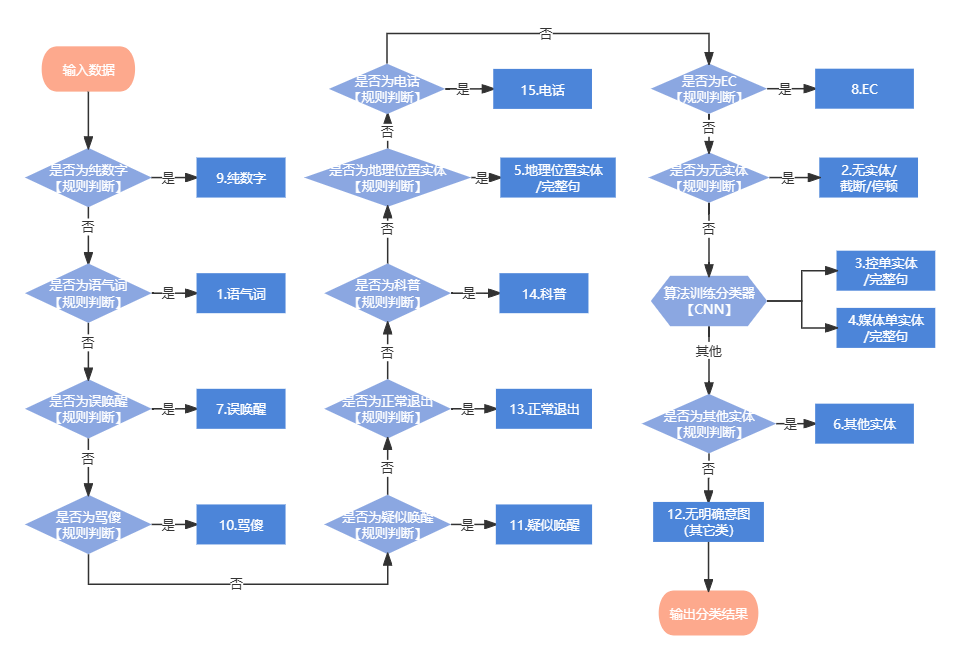 输入数据
是否为纯数字
【规则判断】
是
9.纯数字
否
是否为语气词
【规则判断】
是
1.语气词
否
是否为误唤醒
【规则判断】
是
7.误唤醒
否
是否为骂傻
【规则判断】
是
10.骂傻
否
是否为疑似唤醒
【规则判断】
是
11.疑似唤醒
否
是否为正常退出
【规则判断】
是
13.正常退出
否
是否为科普
【规则判断】
是
14.科普
否
是否为地理位置实体
【规则判断】
是
5.地理位置实体
/完整句
否
是否为电话
【规则判断】
是
15.电话
否
是否为EC
【规则判断】
是
8.EC
否
是否为无实体
【规则判断】
是
2.无实体/
截断/停顿
否
算法训练分类器
【CNN】
3.控单实体
/完整句
4.媒体单实体
/完整句
其他
是否为其他实体
【规则判断】
是
6.其他实体
否
12.无明确意图
（其它类）
输出分类结果